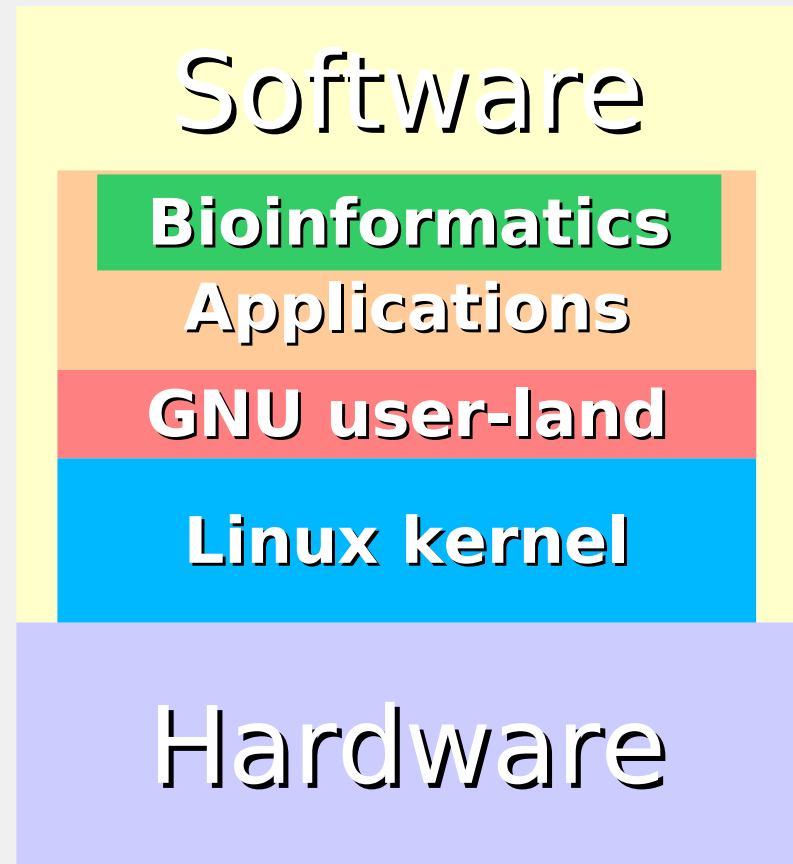 Software
Bioinformatics
Applications
GNU user-land
Linux kernel
Hardware